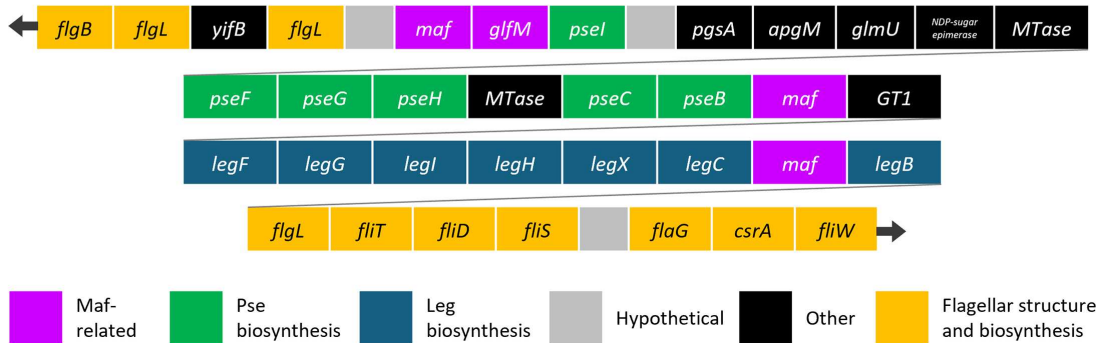 flgB flgL yifB flgL maf glfM pseI pgsA apgM glmU NDP-sugar epimerase MTase
pseF pseG pseH MTase pseC pseB maf GT1
legF legG legI legH legX legC maf legB
flgL fliT fliD fliS flaG csrA fliW
Maf-related
Pse biosynthesis
Leg biosynthesis
Hypothetical
Other
Flagellar structure and biosynthesis